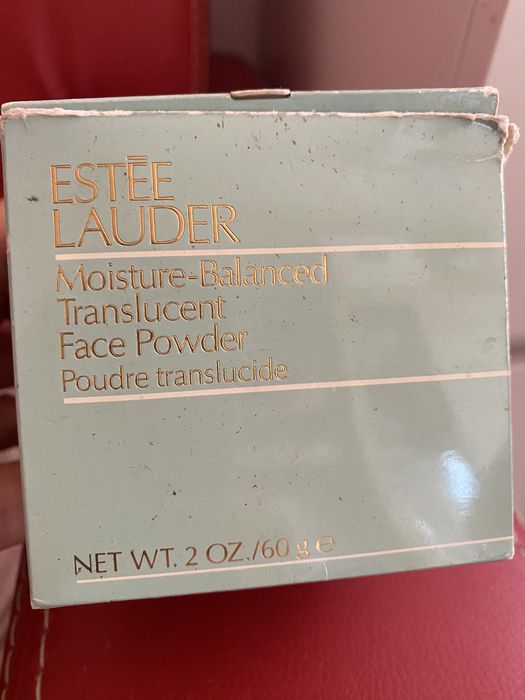 ESTĒE
LAUDER
Moisture-Balanced
Translucent
Face Powder
Poudre translucide
NET WT. 2 OZ./60 g ℮